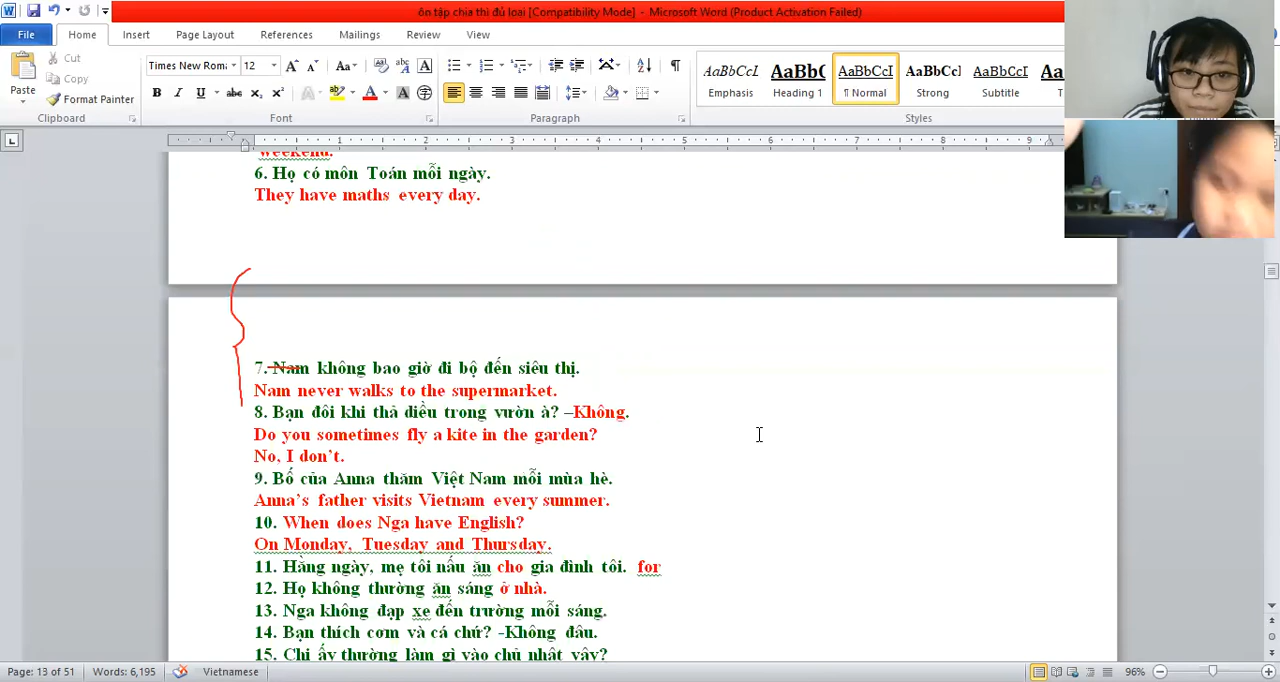 ôn tập chia thì đủ loại [Compatibility Mode] - Microsoft Word (Product Activation Failed)
File Home Insert Page Layout References Mailings Review View
Paste
Cut
Copy
Format Painter
Clipboard
Times New Roma 12
Font
Paragraph
AaBbCcI AaBbC AaBbCcI AaBbCcl AaBbCcI Aa
Emphasis Heading 1 ¶ Normal Strong Subtitle T
Styles
weekend.
6. Họ có môn Toán mỗi ngày.
They have maths every day.
7. Nam không bao giờ đi bộ đến siêu thị.
Nam never walks to the supermarket.
8. Bạn đôi khi thả diều trong vườn à? –Không.
Do you sometimes fly a kite in the garden?
No, I don’t.
9. Bố của Anna thăm Việt Nam mỗi mùa hè.
Anna’s father visits Vietnam every summer.
10. When does Nga have English?
On Monday, Tuesday and Thursday.
11. Hằng ngày, mẹ tôi nấu ăn cho gia đình tôi. for
12. Họ không thường ăn sáng ở nhà.
13. Nga không đạp xe đến trường mỗi sáng.
14. Bạn thích cơm và cá chứ? -Không đâu.
15. Chị ấy thường làm gì vào chủ nhật vậy?
Page: 13 of 51 Words: 6,195 Vietnamese 96%